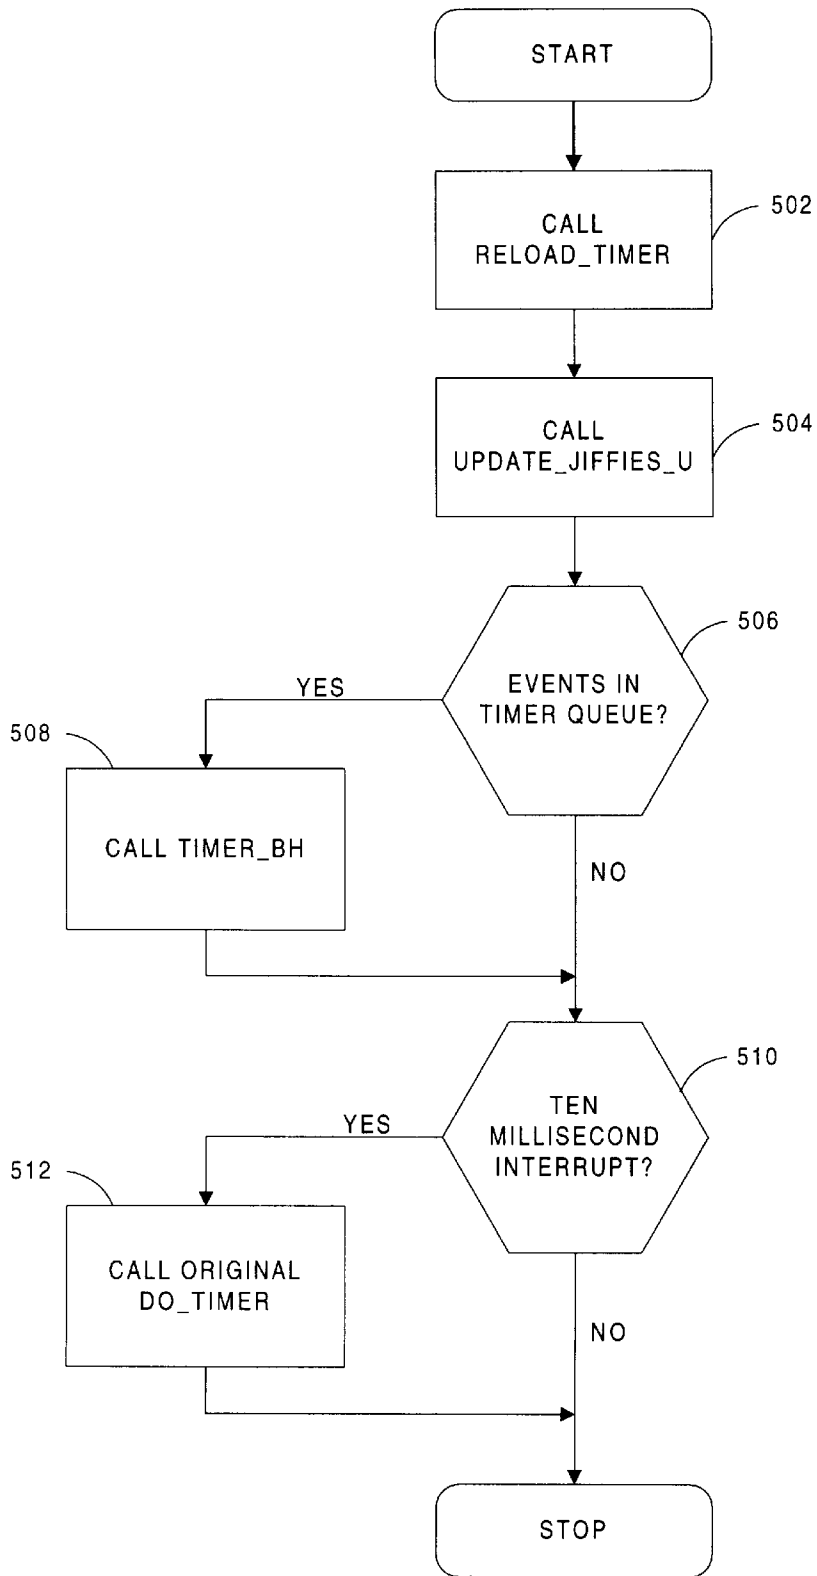 START
CALL
RELOAD_TIMER
502
CALL
UPDATE_JIFFIES_U
504
EVENTS IN
TIMER QUEUE?
506
YES
508
CALL TIMER_BH
NO
TEN
MILLISECOND
INTERRUPT?
510
YES
512
CALL ORIGINAL
DO_TIMER
NO
STOP